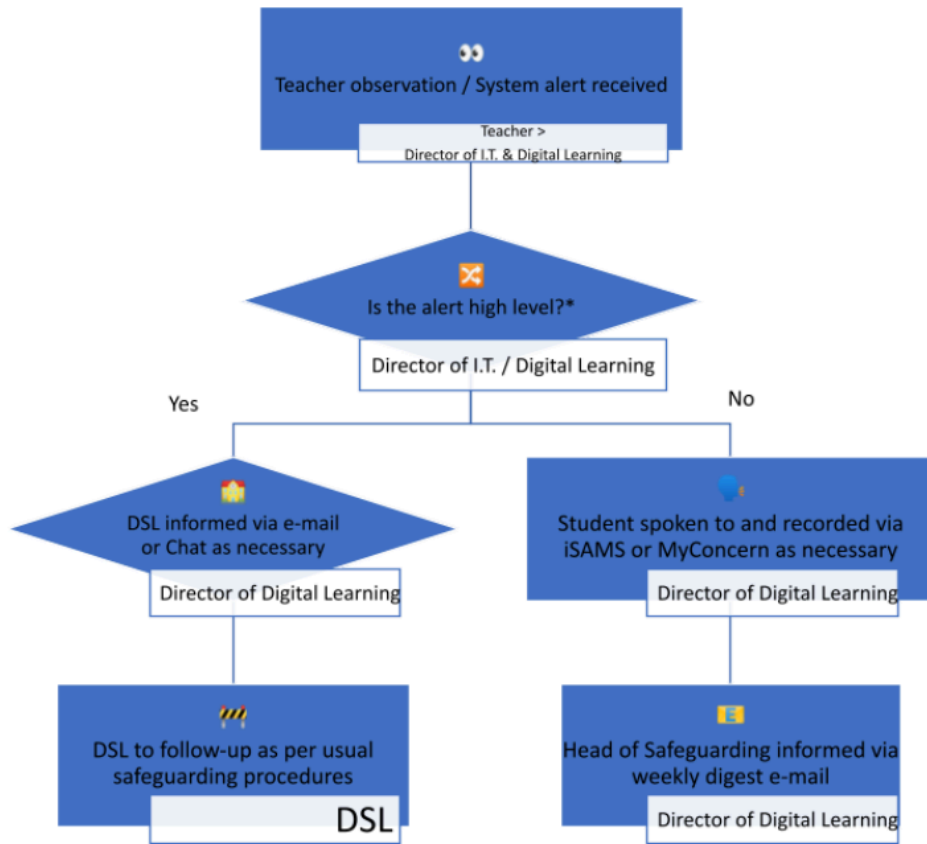 Teacher observation / System alert received
Teacher >
Director of I.T. & Digital Learning
Is the alert high level?*
Director of I.T. / Digital Learning
Yes
No
DSL informed via e-mail
or Chat as necessary
Director of Digital Learning
Student spoken to and recorded via
iSAMS or MyConcern as necessary
Director of Digital Learning
DSL to follow-up as per usual
safeguarding procedures
DSL
E
Head of Safeguarding informed via
weekly digest e-mail
Director of Digital Learning